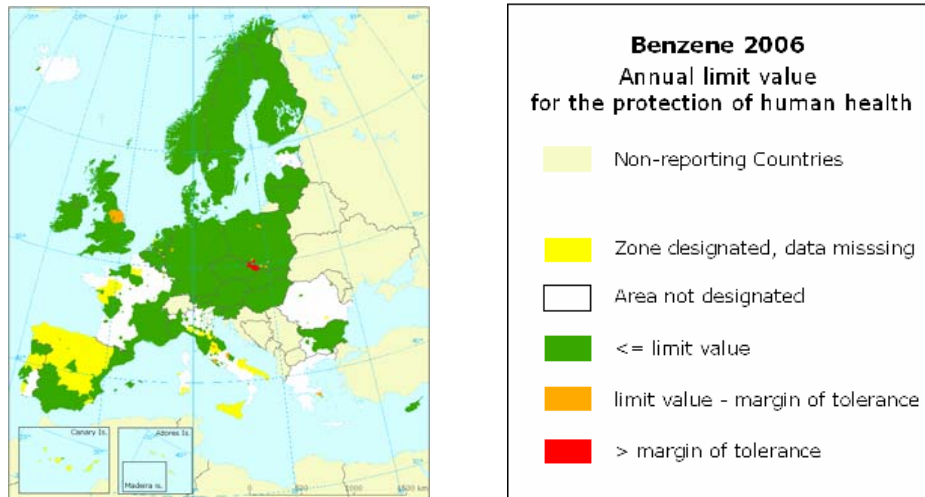 Canary Is.
Azores Is.
Madeira is.
0 500 1000 1500 km
Benzene 2006
Annual limit value
for the protection of human health
Non-reporting Countries
Zone designated, data misssing
Area not designated
<= limit value
limit value - margin of tolerance
> margin of tolerance